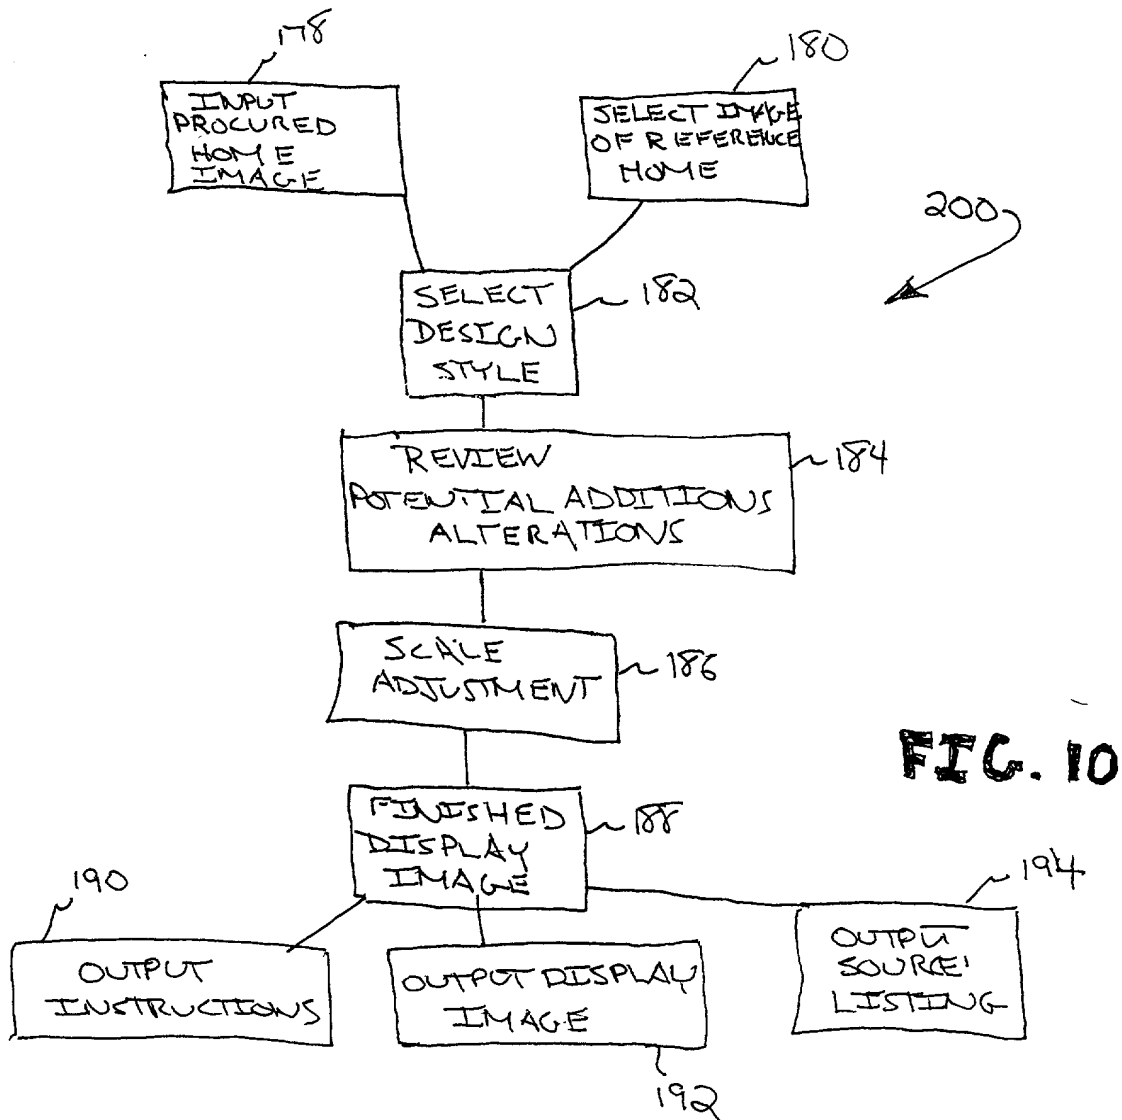 178
180
INPUT
PROCURED
HOME
IMAGE
SELECT IMAGE
OF REFERENCE
HOME
200
SELECT
DESIGN
STYLE
182
REVIEW
POTENTIAL ADDITIONS
ALTERATIONS
184
SCALE
ADJUSTMENT
186
FIG. 10
FINISHED
DISPLAY
IMAGE
188
190
194
OUTPUT
INSTRUCTIONS
OUTPUT DISPLAY
IMAGE
OUTPUT
SOURCE
LISTING
192